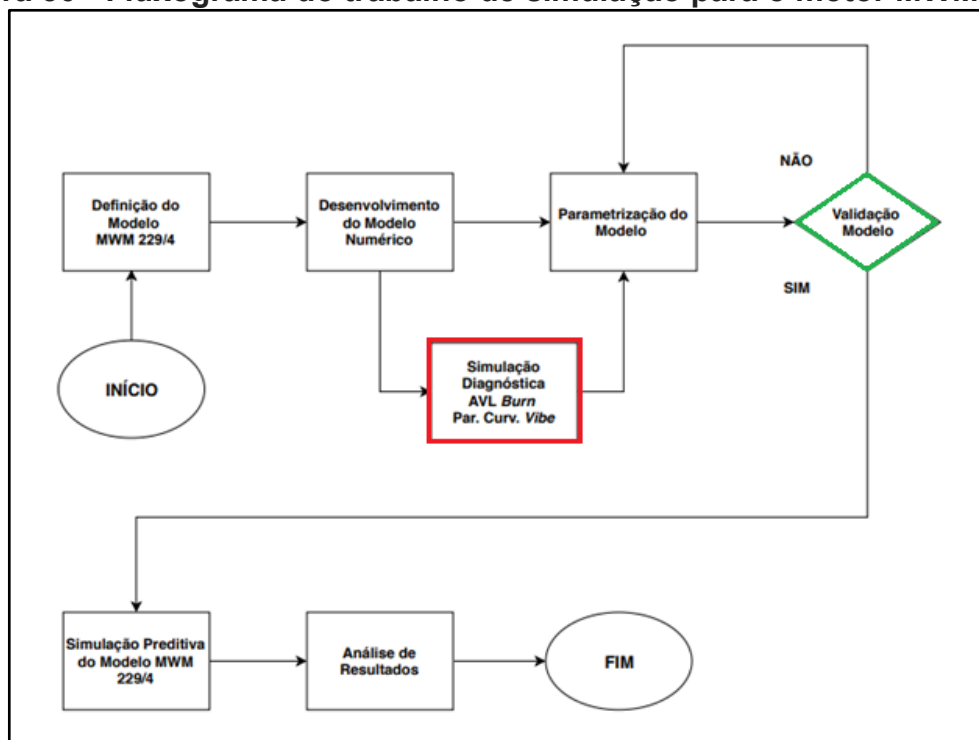 NÃO
Definição do
Modelo
MWM 229/4
Desenvolvimento
do Modelo
Numérico
Parametrização do
Modelo
Validação
Modelo
SIM
INÍCIO
Simulação
Diagnóstica
AVL Burn
Par. Curv. Vibe
Simulação Preditiva
do Modelo MWM
229/4
Análise de
Resultados
FIM